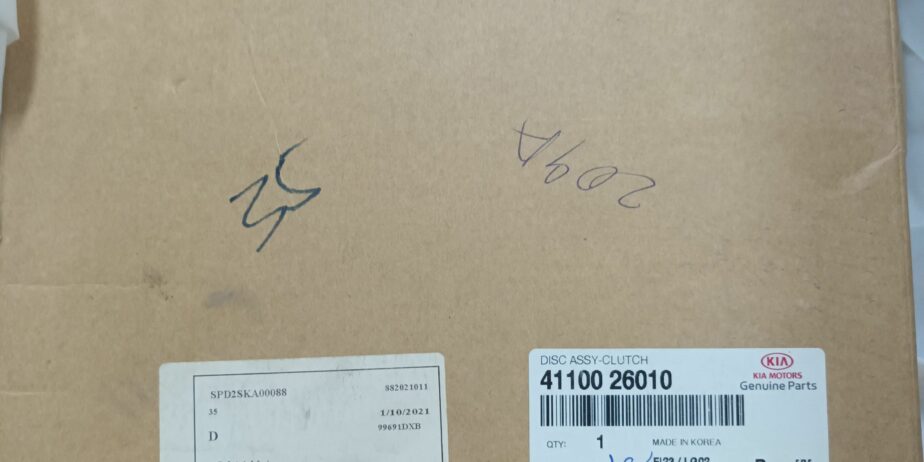 209A
SPD2SKA00088
882021011
35
1/10/2021
D
99691DXB
DISC ASSY-CLUTCH
41100 26010
KIA
KIA MOTORS
Genuine Parts
QTY: 1
MADE IN KOREA